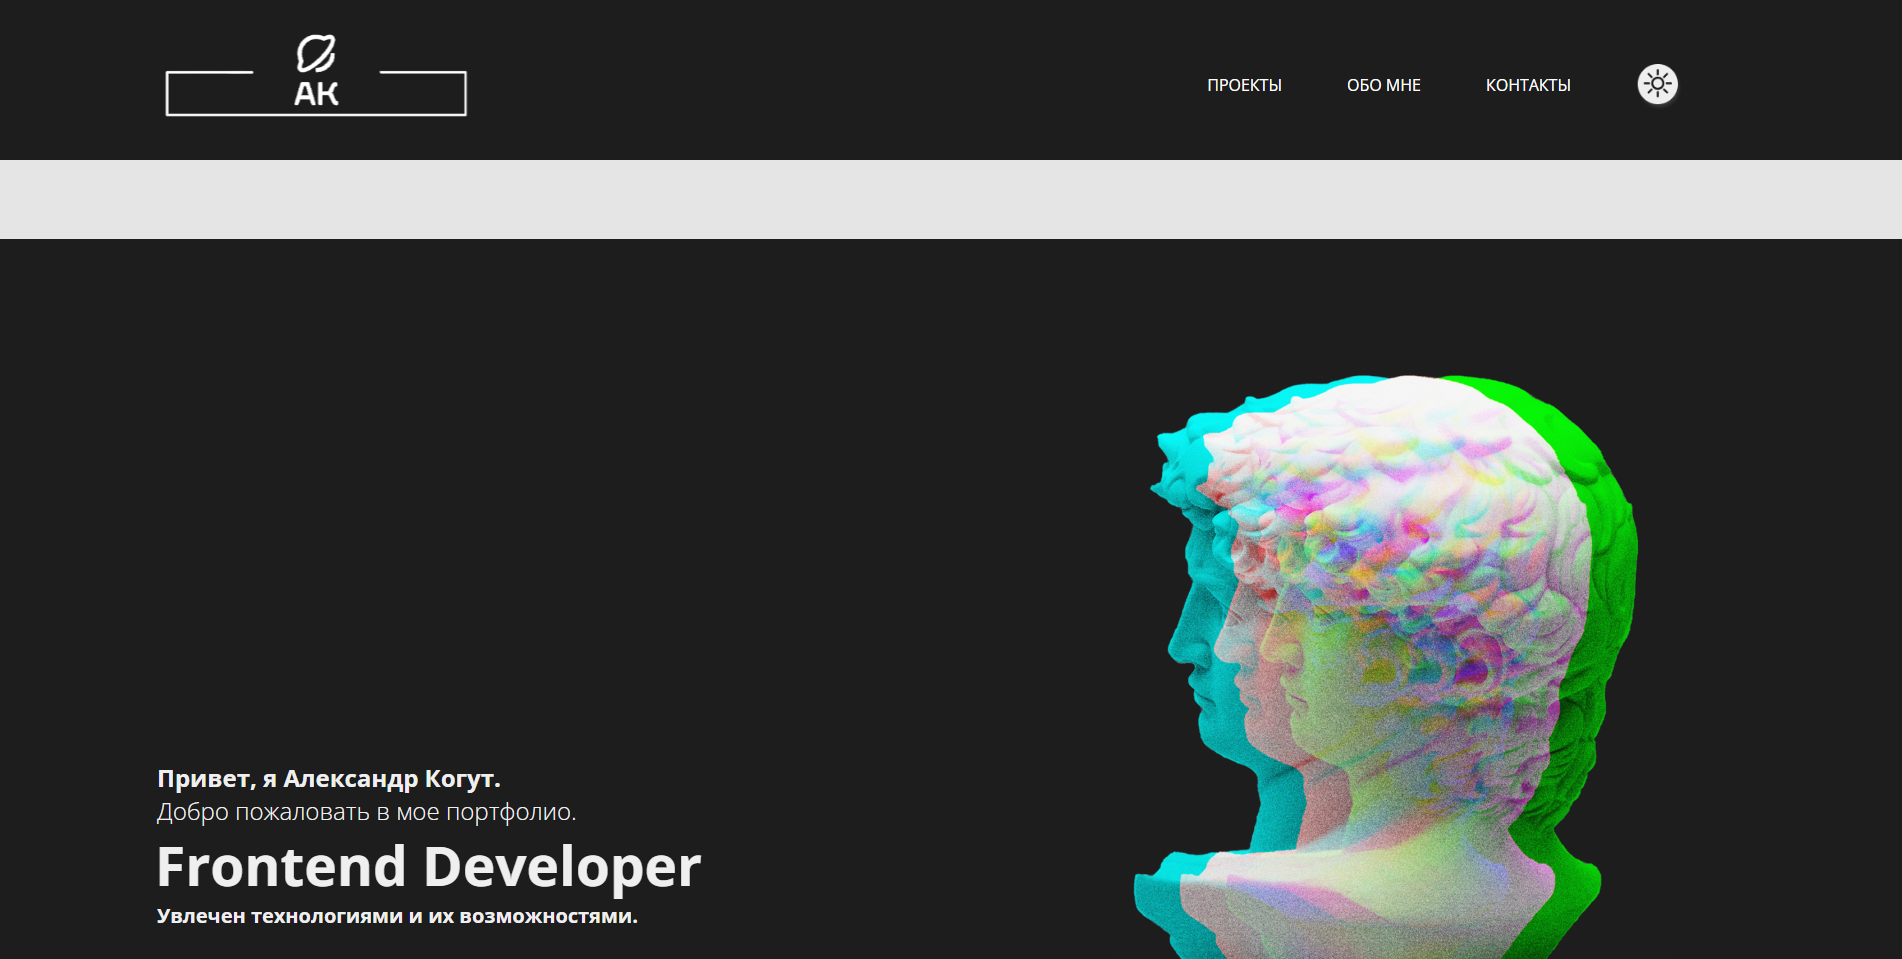 АК
ПРОЕКТЫ
ОБО МНЕ
КОНТАКТЫ
Привет, я Александр Когут.
Добро пожаловать в мое портфолио.
Frontend Developer
Увлечен технологиями и их возможностями.